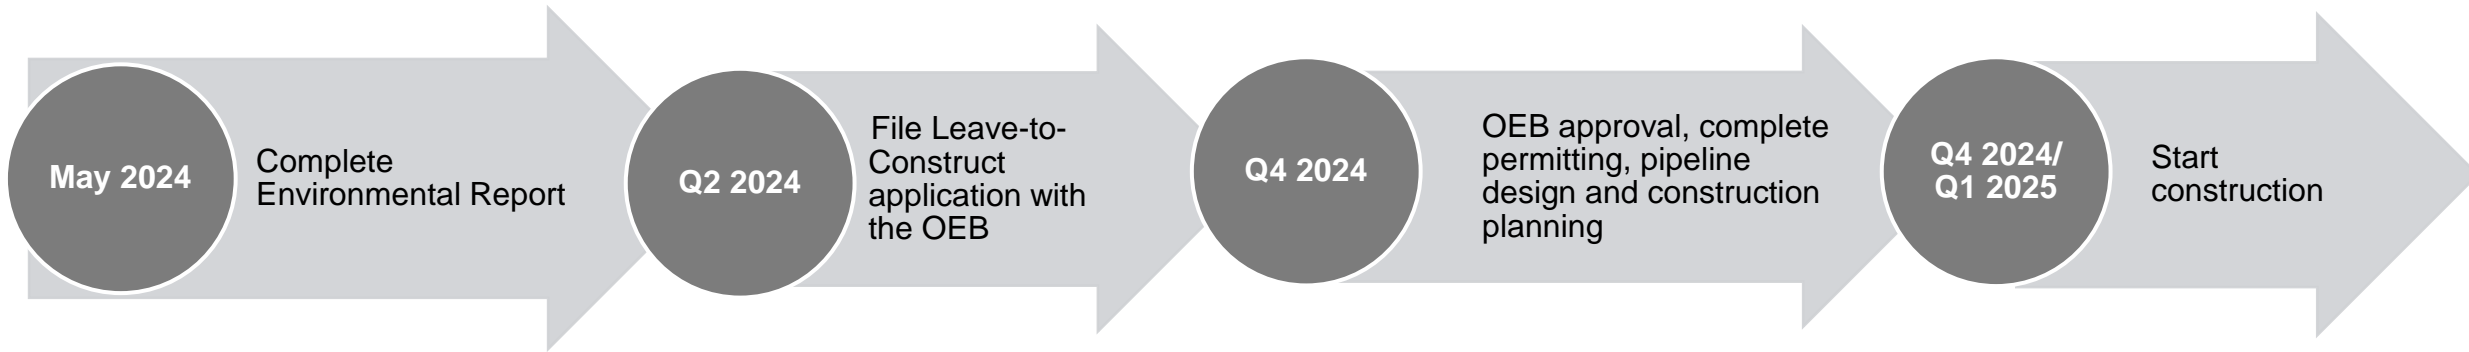 May 2024
Complete
Environmental Report
Q2 2024
File Leave-to-
Construct
application with
the OEB
Q4 2024
OEB approval, complete
permitting, pipeline
design and construction
planning
Q4 2024/
Q1 2025
Start
construction